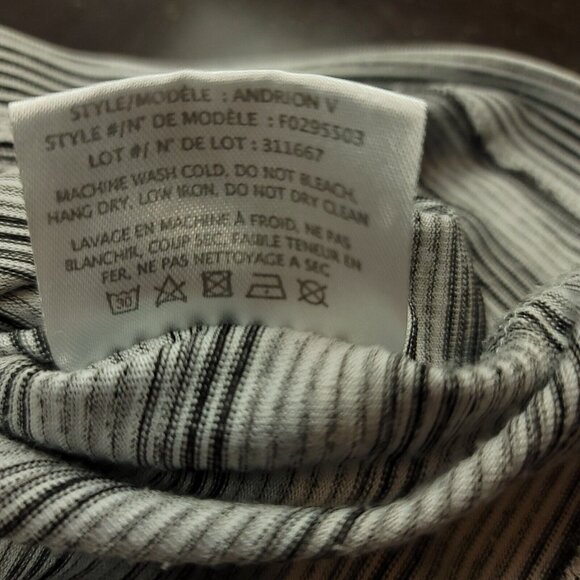 STYLE/MODÈLE : ANDRION V
STYLE #/N° DE MODÈLE : F0295S03
LOT #/ N° DE LOT : 311667
MACHINE WASH COLD, DO NOT BLEACH,
HANG DRY, LOW IRON, DO NOT DRY CLEAN
LAVAGE EN MACHINE À FROID, NE PAS
BLANCHIR, COUP SEC, FAIBLE TENEUR EN
FER, NE PAS NETTOYAGE A SEC
30